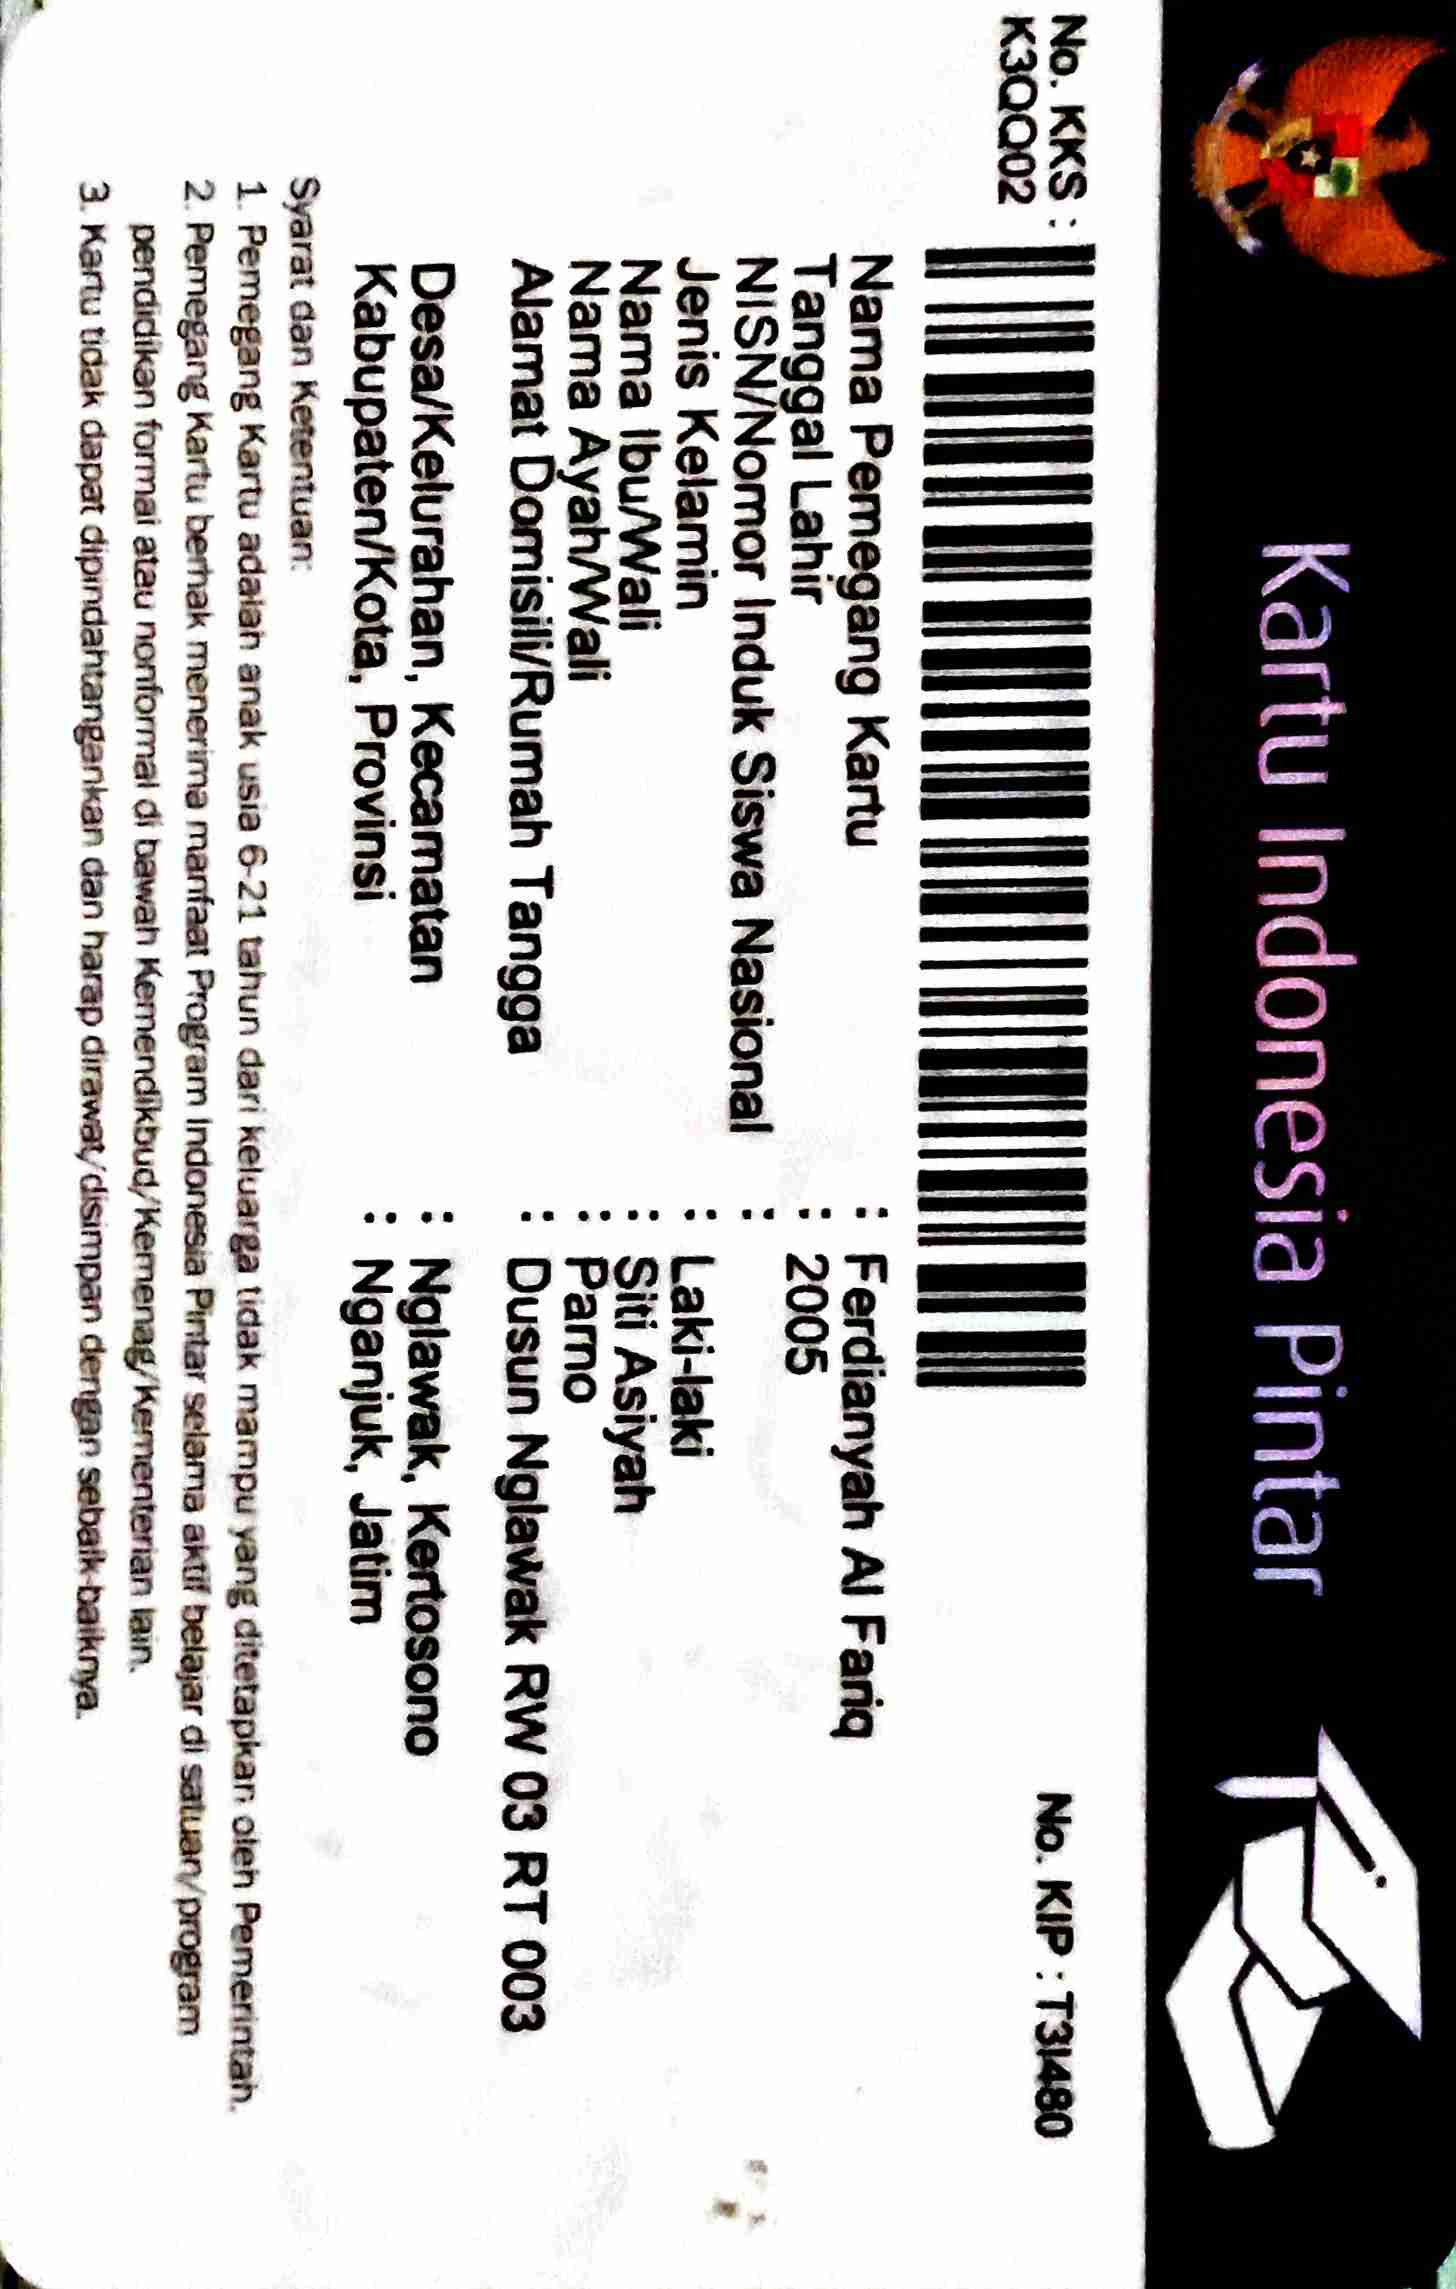 Kartu Indonesia Pintar
No. KKS :
K3QQ02
No. KIP : T3I480
Nama Pemegang Kartu : Ferdianyah Al Fariq
Tanggal Lahir : 2005
NISN/Nomor Induk Siswa Nasional :
Jenis Kelamin : Laki-laki
Nama Ibu/Wali : Siti Asiyah
Nama Ayah/Wali : Parno
Alamat Domisili/Rumah Tangga : Dusun Nglawak RW 03 RT 003
Desa/Kelurahan, Kecamatan : Nglawak, Kertosono
Kabupaten/Kota, Provinsi : Nganjuk, Jatim
Syarat dan Ketentuan:
1. Pemegang Kartu adalah anak usia 6-21 tahun dari keluarga tidak mampu yang ditetapkan oleh Pemerintah.
2. Pemegang Kartu berhak menerima manfaat Program Indonesia Pintar selama aktif belajar di satuan/program
pendidikan formal atau nonformal di bawah Kemendikbud/Kemenag/Kementerian lain.
3. Kartu tidak dapat dipindahtangankan dan harap dirawat/disimpan dengan sebaik-baiknya.